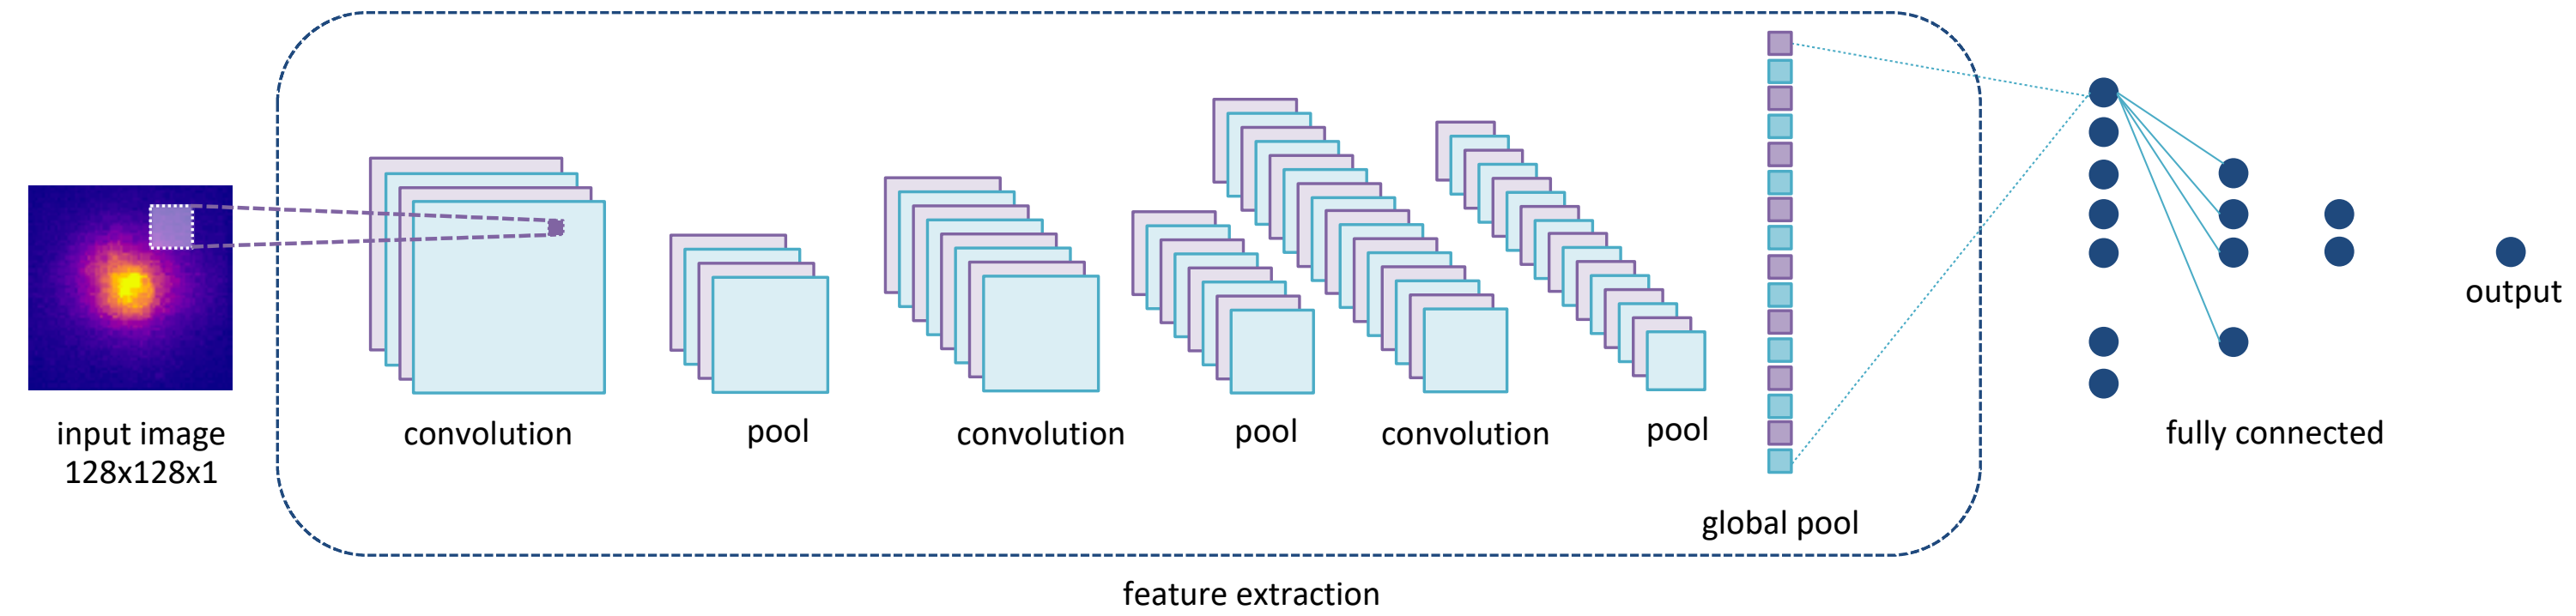 input image
128x128x1
convolution
pool
convolution
pool
convolution
pool
global pool
fully connected
output
feature extraction